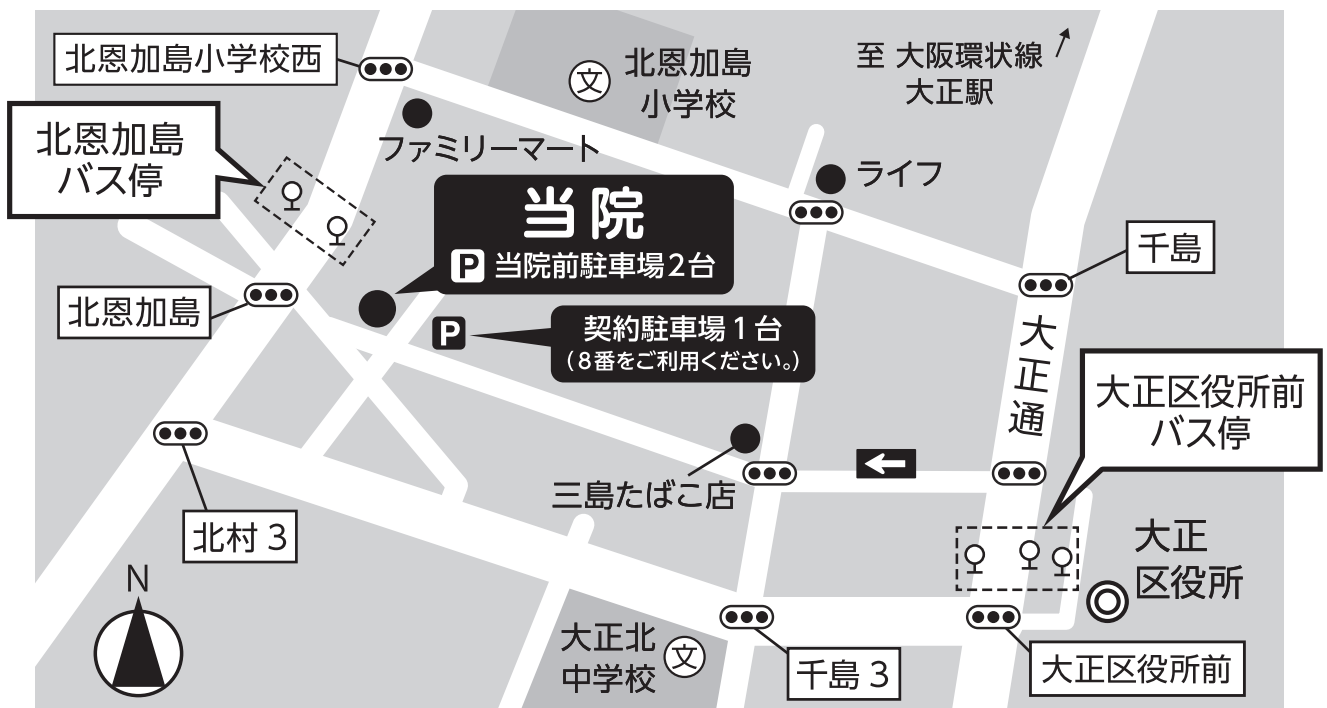 北恩加島小学校西
文
北恩加島
小学校
至 大阪環状線
大正駅
北恩加島
バス停
ファミリーマート
ライフ
当院
P 当院前駐車場2台
千島
北恩加島
P
契約駐車場1台
(8番をご利用ください。)
大正通
大正区役所前
バス停
三島たばこ店
北村3
大正
区役所
N
大正北
中学校
文
千島3
大正区役所前